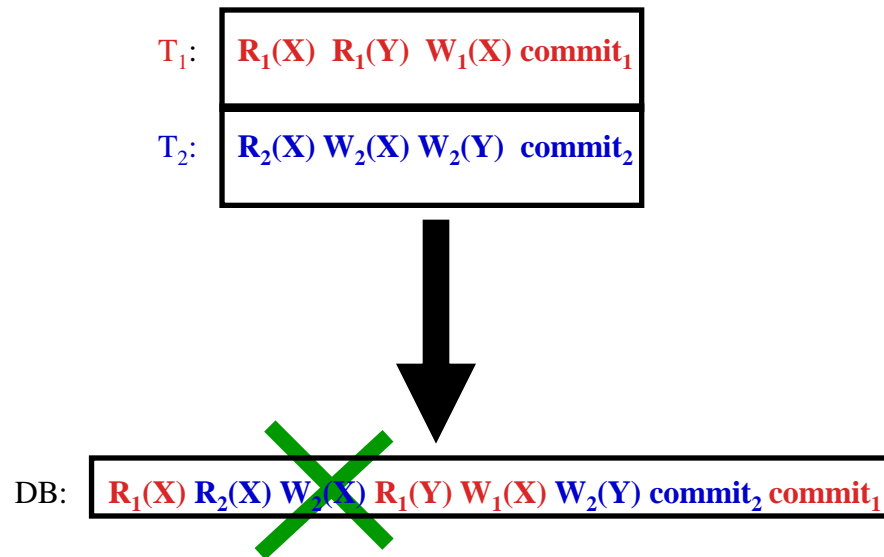 T₁: R₁(X) R₁(Y) W₁(X) commit₁
T₂: R₂(X) W₂(X) W₂(Y) commit₂
DB: R₁(X) R₂(X) W₂(X) R₁(Y) W₁(X) W₂(Y) commit₂ commit₁